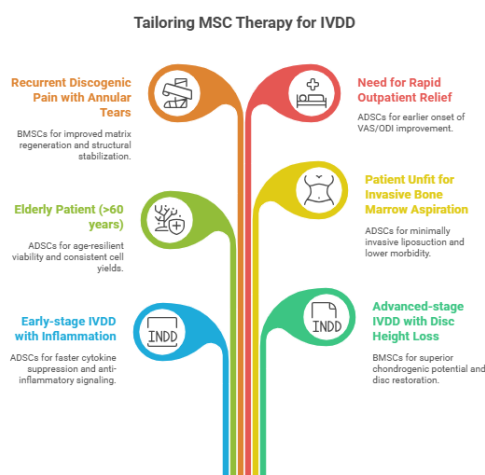 Tailoring MSC Therapy for IVDD
Recurrent Discogenic
Pain with Annular
Tears
BMSCs for improved matrix
regeneration and structural
stabilization.
Need for Rapid
Outpatient Relief
ADSCs for earlier onset of
VAS/ODI improvement.
Elderly Patient (>60
years)
ADSCs for age-resilient
viability and consistent cell
yields.
Patient Unfit for
Invasive Bone
Marrow Aspiration
ADSCs for minimally
invasive liposuction and
lower morbidity.
Early-stage IVDD
with Inflammation
ADSCs for faster cytokine
suppression and anti-
inflammatory signaling.
INDD
Advanced-stage
IVDD with Disc
Height Loss
BMSCs for superior
chondrogenic potential and
disc restoration.
INDD